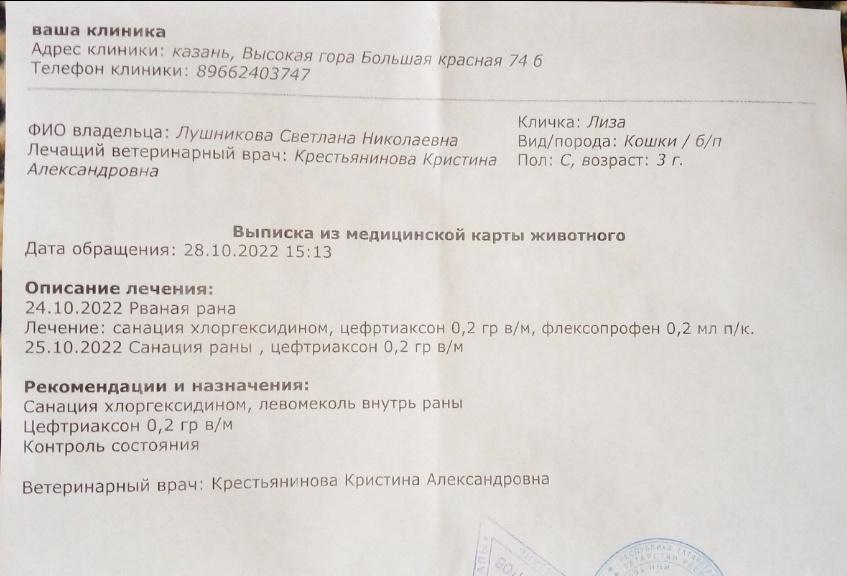 ваша клиника
Адрес клиники: казань, Высокая гора Большая красная 74 б
Телефон клиники: 89662403747
ФИО владельца: Лушникова Светлана Николаевна
Лечащий ветеринарный врач: Крестьянинова Кристина
Александровна
Кличка: Лиза
Вид/порода: Кошки / б/п
Пол: С, возраст: 3 г.
Выписка из медицинской карты животного
Дата обращения: 28.10.2022 15:13
Описание лечения:
24.10.2022 Рваная рана
Лечение: санация хлоргексидином, цефртиаксон 0,2 гр в/м, флексопрофен 0,2 мл п/к.
25.10.2022 Санация раны , цефтриаксон 0,2 гр в/м
Рекомендации и назначения:
Санация хлоргексидином, левомеколь внутрь раны
Цефтриаксон 0,2 гр в/м
Контроль состояния
Ветеринарный врач: Крестьянинова Кристина Александровна
РЕСПУБЛИКА